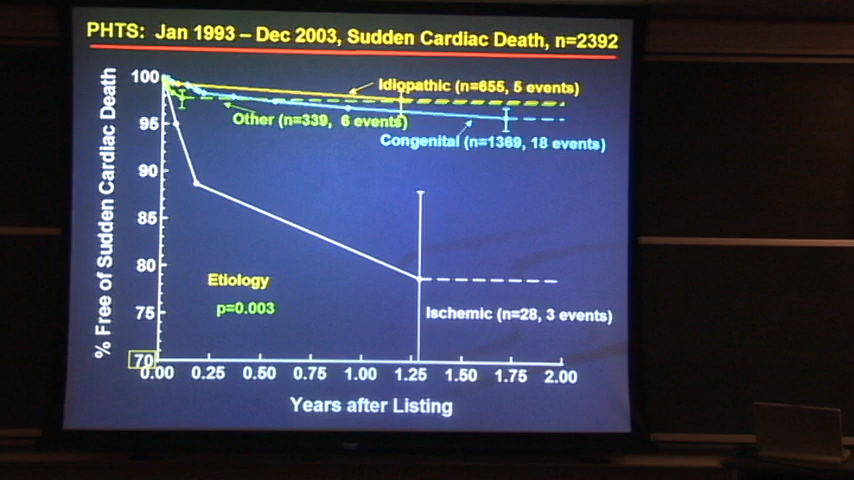 PHTS: Jan 1993 – Dec 2003, Sudden Cardiac Death, n=2392
% Free of Sudden Cardiac Death
100
95
90
85
80
75
70
Idiopathic (n=655, 5 events)
Other (n=339, 6 events)
Congenital (n=1369, 18 events)
Etiology
p=0.003
Ischemic (n=28, 3 events)
0.00 0.25 0.50 0.75 1.00 1.25 1.50 1.75 2.00
Years after Listing